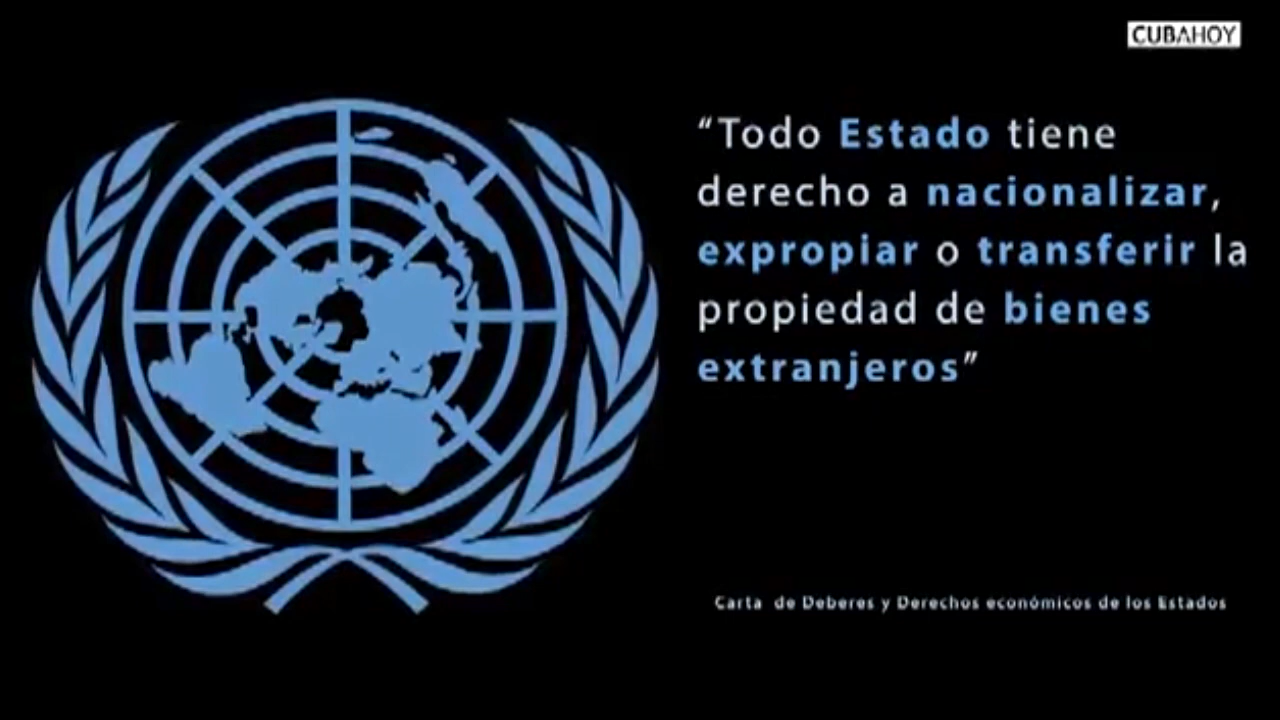 CUBAHOY
“Todo Estado tiene
derecho a nacionalizar,
expropiar o transferir la
propiedad de bienes
extranjeros”
Carta de Deberes y Derechos económicos de los Estados